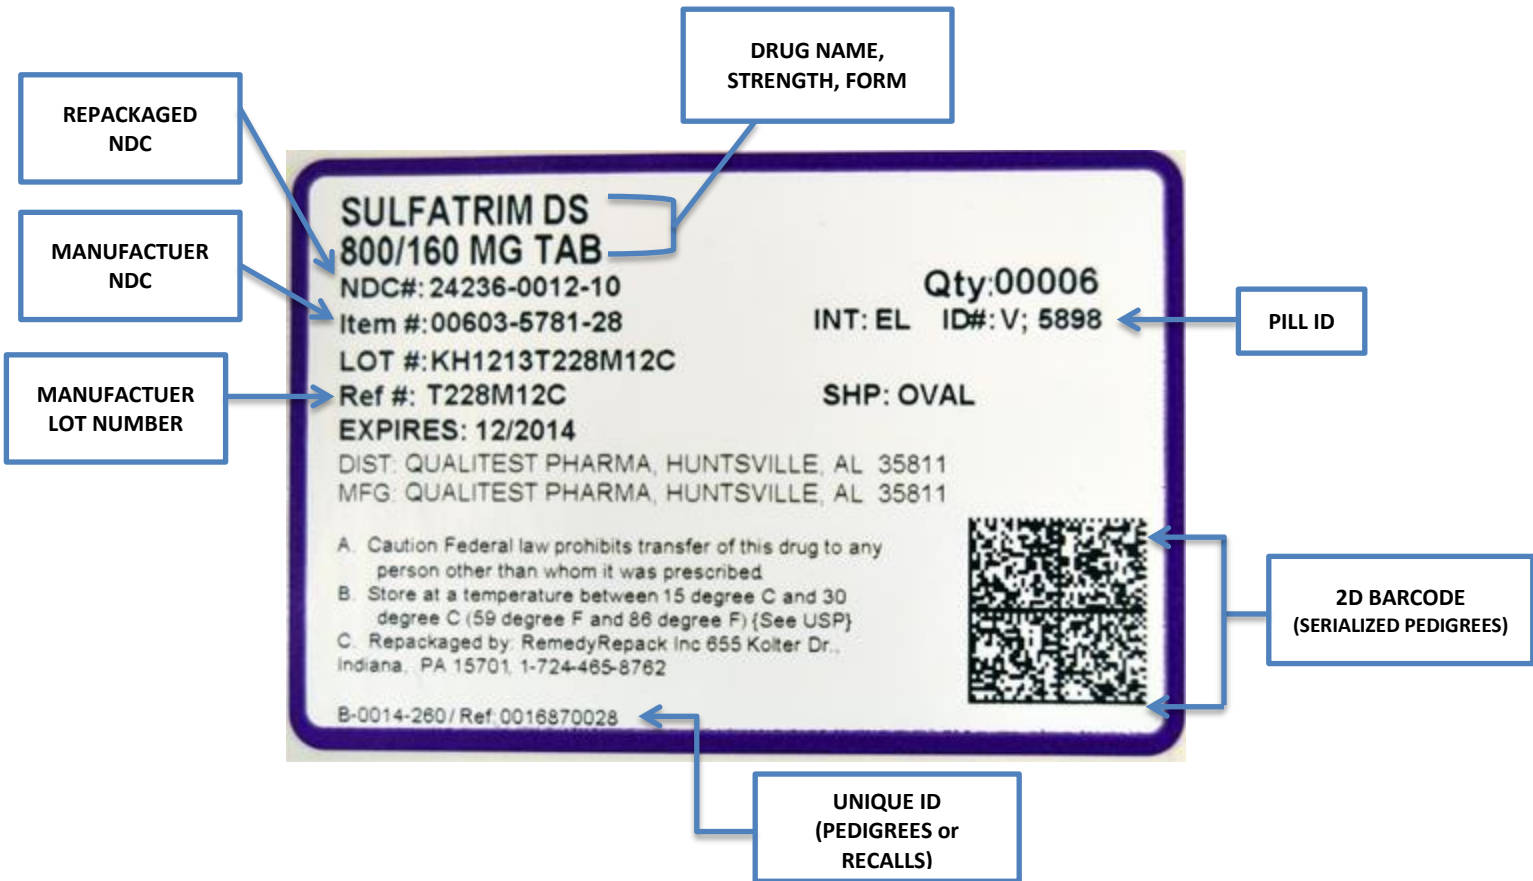 DRUG NAME,
STRENGTH, FORM
REPACKAGED
NDC
MANUFACTUER
NDC
MANUFACTUER
LOT NUMBER
SULFATRIM DS
800/160 MG TAB
NDC#: 24236-0012-10
Qty:00006
Item #:00603-5781-28
INT: EL ID#: V; 5898
LOT #:KH1213T228M12C
Ref #: T228M12C
SHP: OVAL
EXPIRES: 12/2014
DIST: QUALITEST PHARMA, HUNTSVILLE, AL 35811
MFG: QUALITEST PHARMA, HUNTSVILLE, AL 35811
A. Caution Federal law prohibits transfer of this drug to any
person other than whom it was prescribed
B. Store at a temperature between 15 degree C and 30
degree C (59 degree F and 86 degree F) {See USP}
C. Repackaged by: RemedyRepack Inc 655 Kolter Dr.,
Indiana, PA 15701, 1-724-465-8762
B-0014-260 / Ref: 0016870028
PILL ID
2D BARCODE
(SERIALIZED PEDIGREES)
UNIQUE ID
(PEDIGREES or
RECALLS)